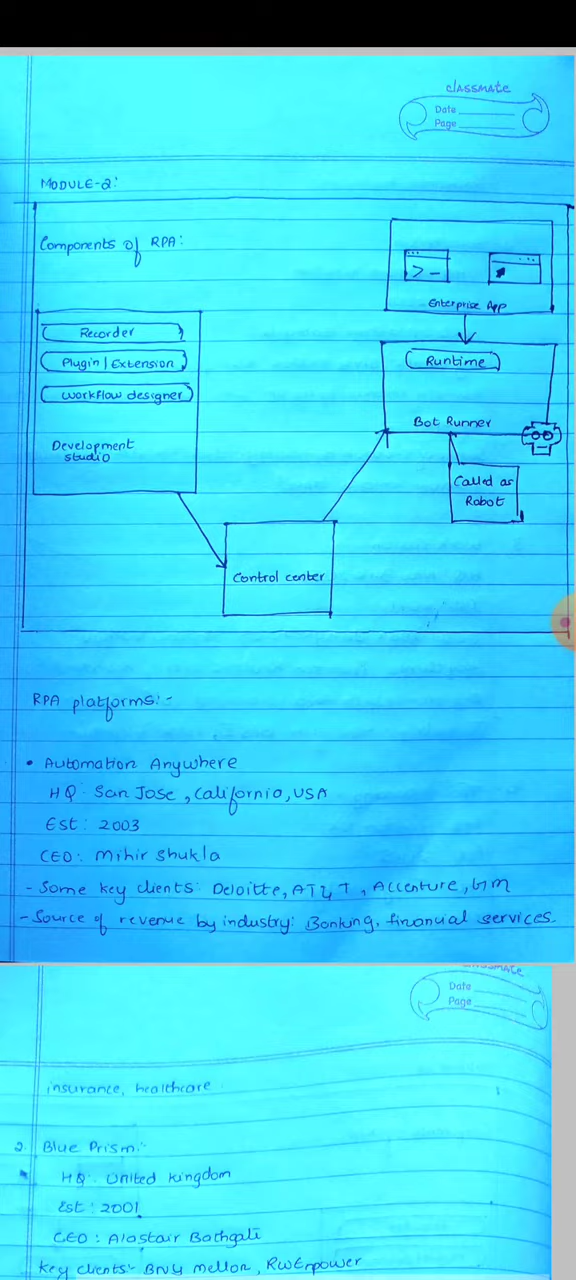 classmate
Date
Page
MODULE-2:
Components of RPA:
Enterprise App
Recorder
Plugin | Extension
Workflow designer
Development
studio
Runtime
Bot Runner
Called as
Robot
Control center
RPA platforms:-
• Automation Anywhere
HQ: San Jose, California, USA
Est: 2003
CEO: Mihir Shukla
- Some key clients: Deloitte, AT&T, Accenture, GM
- Source of revenue by industry: Banking, financial services.
classmate
Date
Page
insurance, healthcare
2. Blue Prism:-
HQ: United Kingdom
Est: 2001
CEO: Alastair Bathgate
Key clients:- BNY mellon, RWEnpower